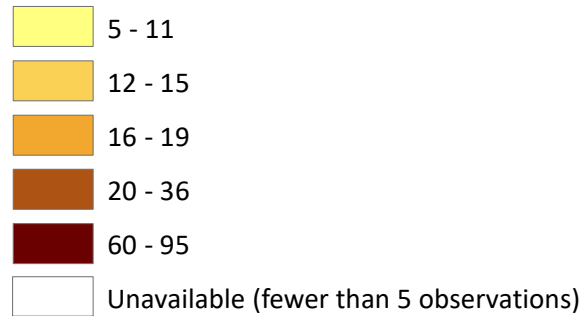 5 - 11
12 - 15
16 - 19
20 - 36
60 - 95
Unavailable (fewer than 5 observations)